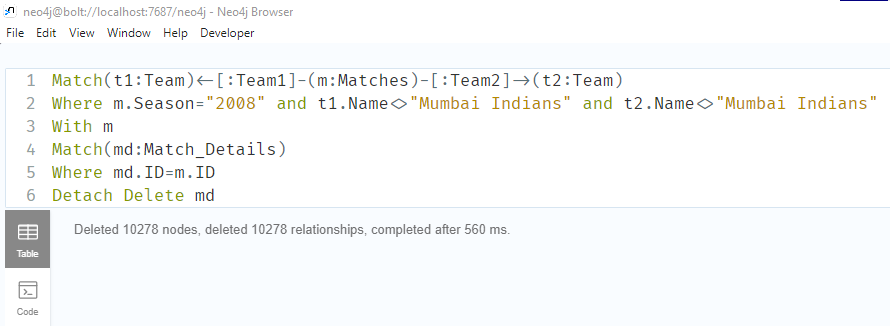 neo4j@bolt://localhost:7687/neo4j - Neo4j Browser
File Edit View Window Help Developer
1 Match(t1:Team)<-[:Team1]-(m:Matches)-[:Team2]->(t2:Team)
2 Where m.Season="2008" and t1.Name<>"Mumbai Indians" and t2.Name<>"Mumbai Indians"
3 With m
4 Match(md:Match_Details)
5 Where md.ID=m.ID
6 Detach Delete md
Deleted 10278 nodes, deleted 10278 relationships, completed after 560 ms.
Table
Code